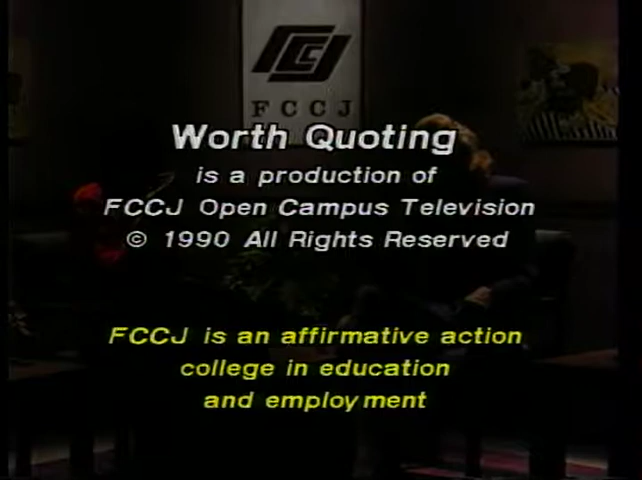 FCCJ
Worth Quoting
is a production of
FCCJ Open Campus Television
© 1990 All Rights Reserved
FCCJ is an affirmative action
college in education
and employment